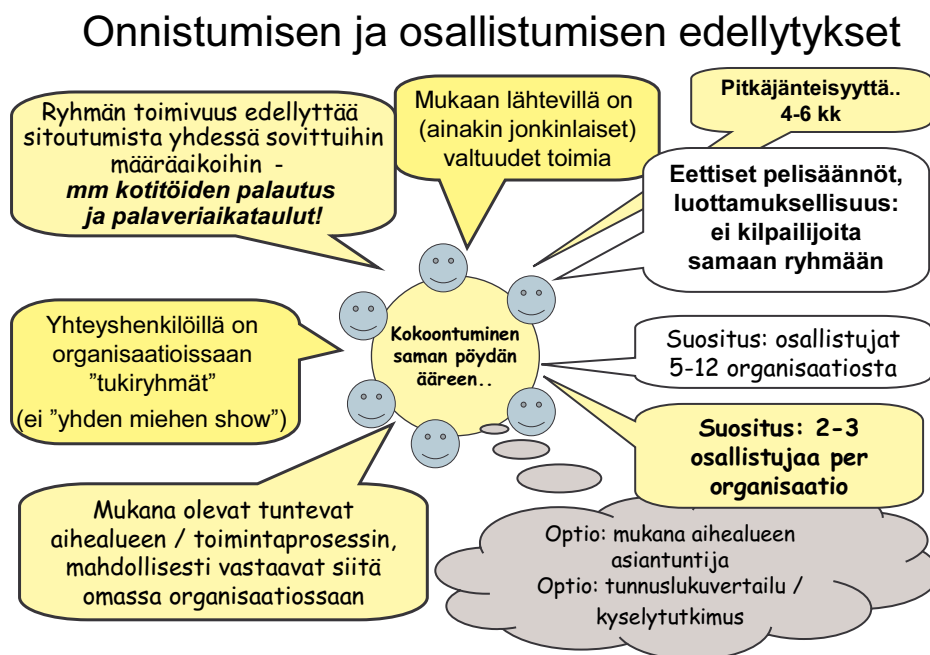 Onnistumisen ja osallistumisen edellytykset
Ryhmän toimivuus edellyttää
sitoutumista yhdessä sovittuihin
määräaikoihin -
mm kotitöiden palautus
ja palaveriaikataulut!
Mukaan lähtevillä on
(ainakin jonkinlaiset)
valtuudet toimia
Pitkäjänteisyyttä..
4-6 kk
Eettiset pelisäännöt,
luottamuksellisuus:
ei kilpailijoita
samaan ryhmään
Yhteyshenkilöillä on
organisaatioissaan
"tukiryhmät"
(ei "yhden miehen show")
Kokoontuminen
saman pöydän
ääreen..
Suositus: osallistujat
5-12 organisaatiosta
Suositus: 2-3
osallistujaa per
organisaatio
Mukana olevat tuntevat
aihealueen / toimintaprosessin,
mahdollisesti vastaavat siitä
omassa organisaatiossaan
Optio: mukana aihealueen
asiantuntija
Optio: tunnuslukuvertailu /
kyselytutkimus